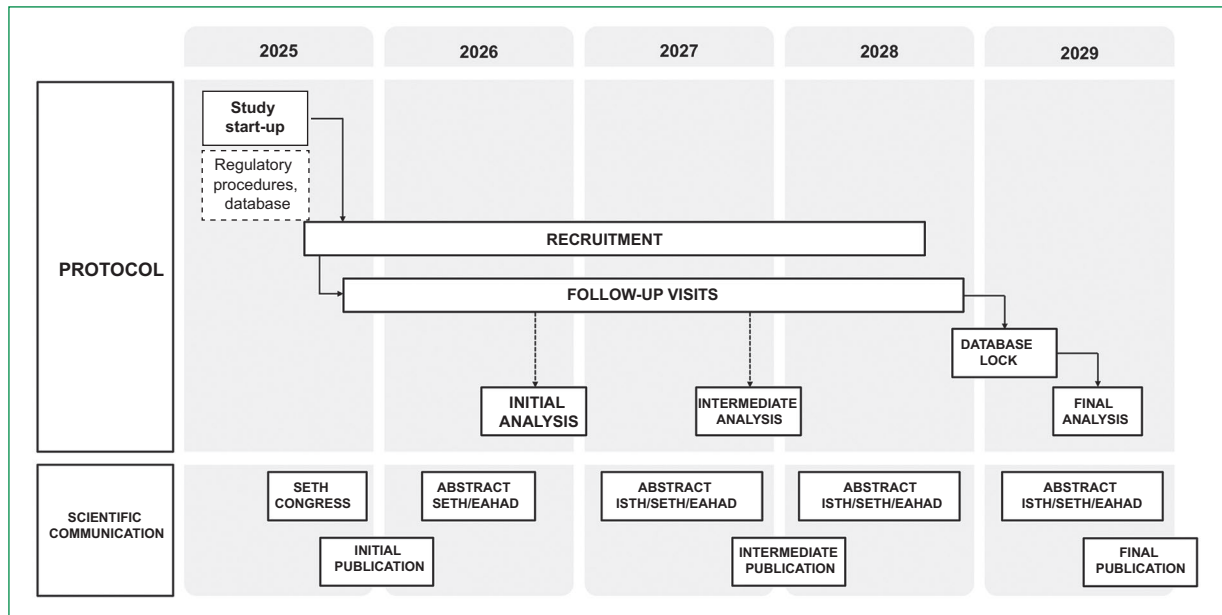 2025
2026
2027
2028
2029
PROTOCOL
Study
start-up
Regulatory
procedures,
database
RECRUITMENT
FOLLOW-UP VISITS
DATABASE
LOCK
INITIAL
ANALYSIS
INTERMEDIATE
ANALYSIS
FINAL
ANALYSIS
SCIENTIFIC
COMMUNICATION
SETH
CONGRESS
ABSTRACT
SETH/EAHAD
ABSTRACT
ISTH/SETH/EAHAD
ABSTRACT
ISTH/SETH/EAHAD
ABSTRACT
ISTH/SETH/EAHAD
INITIAL
PUBLICATION
INTERMEDIATE
PUBLICATION
FINAL
PUBLICATION